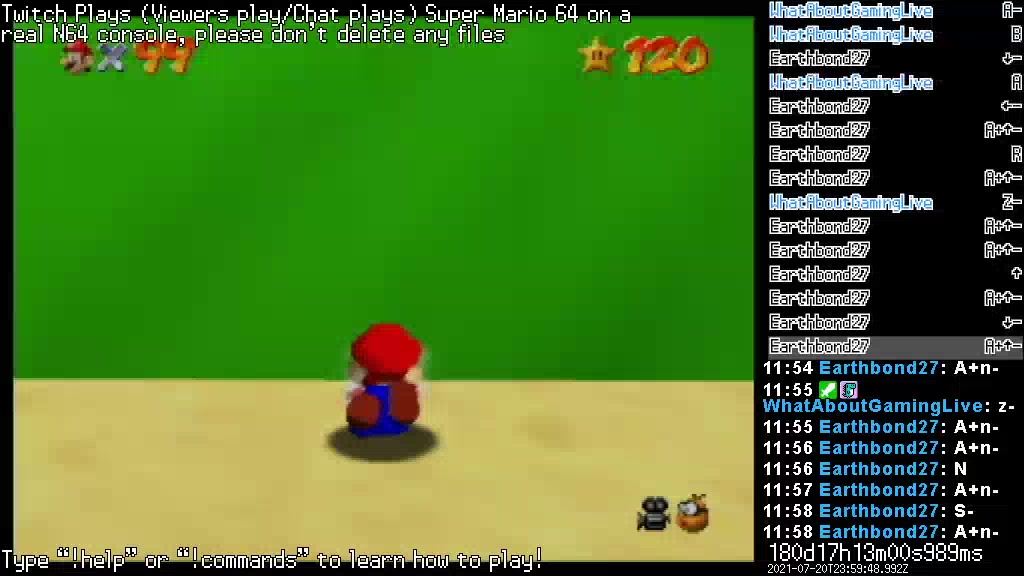 Twitch Plays (Viewers play/Chat plays) Super Mario 64 on a
real N64 console, please don't delete any files
99
120
WhatAboutGamingLive A-
WhatAboutGamingLive B
Earthbond27 ↓-
WhatAboutGamingLive A
Earthbond27 ←-
Earthbond27 A+↑-
Earthbond27 R
Earthbond27 A+↑-
WhatAboutGamingLive Z-
Earthbond27 A+↑-
Earthbond27 A+↑-
Earthbond27 ↑
Earthbond27 A+↑-
Earthbond27 ↓-
Earthbond27 A+↑-
11:54 Earthbond27: A+n-
11:55
WhatAboutGamingLive: z-
11:55 Earthbond27: A+n-
11:56 Earthbond27: A+n-
11:56 Earthbond27: N
11:57 Earthbond27: A+n-
11:58 Earthbond27: S-
11:58 Earthbond27: A+n-
180d17h13m00s989ms
2021-07-20T23:59:48.992Z
Type "!help" or "!commands" to learn how to play!